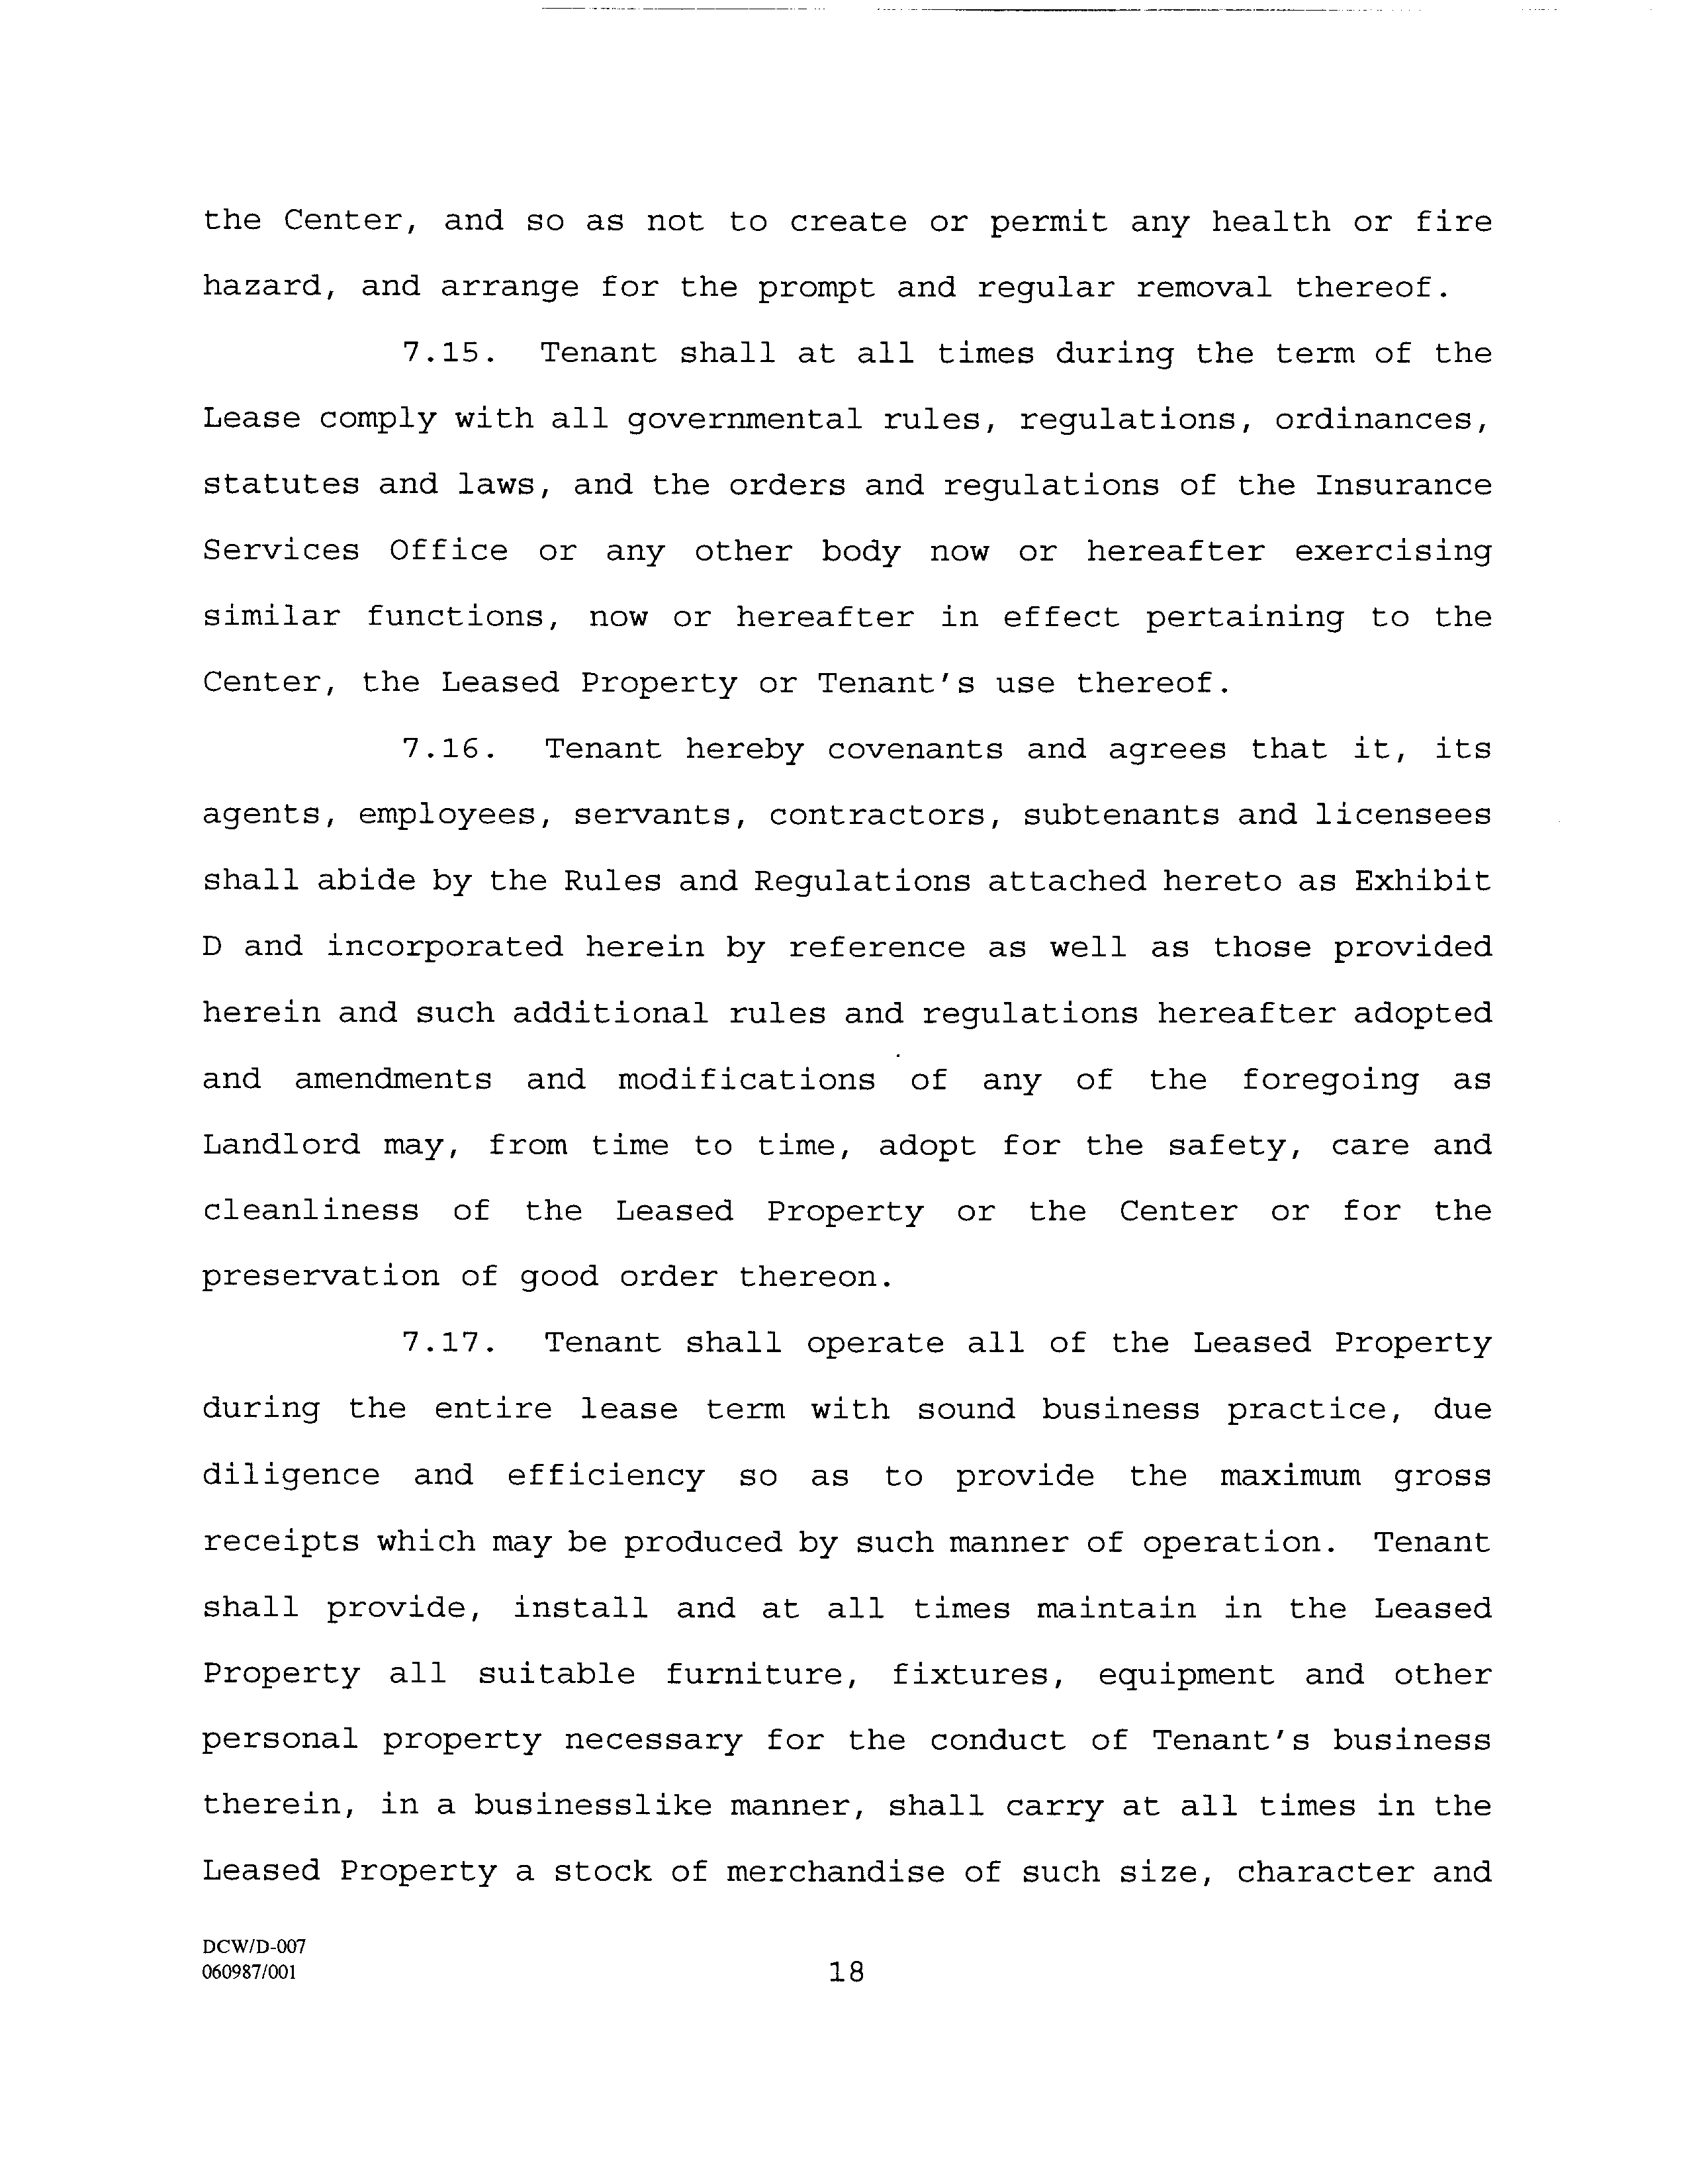 the Center, and so as not to create or permit any health or fire
hazard, and arrange for the prompt and regular removal thereof.
7.15. Tenant shall at all times during the term of the
Lease comply with all governmental rules, regulations, ordinances,
statutes and laws, and the orders and regulations of the Insurance
Services Office or any other body now or hereafter exercising
similar functions, now or hereafter in effect pertaining to the
Center, the Leased Property or Tenant's use thereof.
7.16. Tenant hereby covenants and agrees that it, its
agents, employees, servants, contractors, subtenants and licensees
shall abide by the Rules and Regulations attached hereto as Exhibit
D and incorporated herein by reference as well as those provided
herein and such additional rules and regulations hereafter adopted
and amendments and modifications of any of the foregoing as
Landlord may, from time to time, adopt for the safety, care and
cleanliness of the Leased Property or the Center or for the
preservation of good order thereon.
7.17. Tenant shall operate all of the Leased Property
during the entire lease term with sound business practice, due
diligence and efficiency so as to provide the maximum gross
receipts which may be produced by such manner of operation. Tenant
shall provide, install and at all times maintain in the Leased
Property all suitable furniture, fixtures, equipment and other
personal property necessary for the conduct of Tenant's business
therein, in a businesslike manner, shall carry at all times in the
Leased Property a stock of merchandise of such size, character and
DCW/D-007
060987/001
18